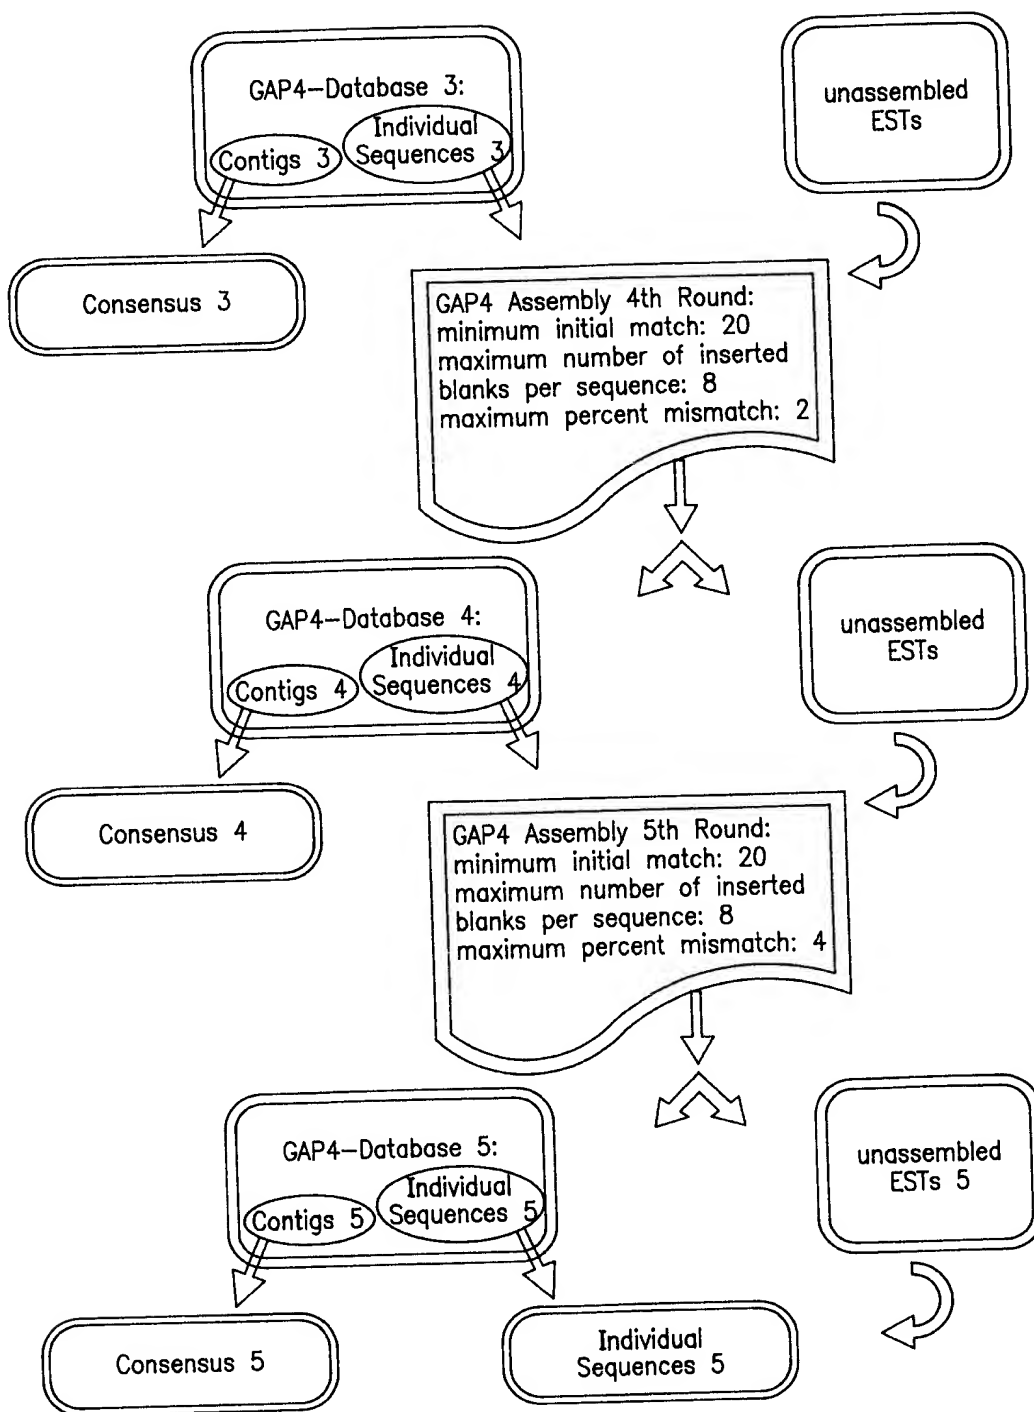 GAP4-Database 3:
Individual
Sequences 3
Contigs 3
unassembled
ESTs
Consensus 3
GAP4 Assembly 4th Round:
minimum initial match: 20
maximum number of inserted
blanks per sequence: 8
maximum percent mismatch: 2
GAP4-Database 4:
Individual
Sequences 4
Contigs 4
unassembled
ESTs
Consensus 4
GAP4 Assembly 5th Round:
minimum initial match: 20
maximum number of inserted
blanks per sequence: 8
maximum percent mismatch: 4
GAP4-Database 5:
Individual
Sequences 5
Contigs 5
unassembled
ESTs 5
Consensus 5
Individual
Sequences 5